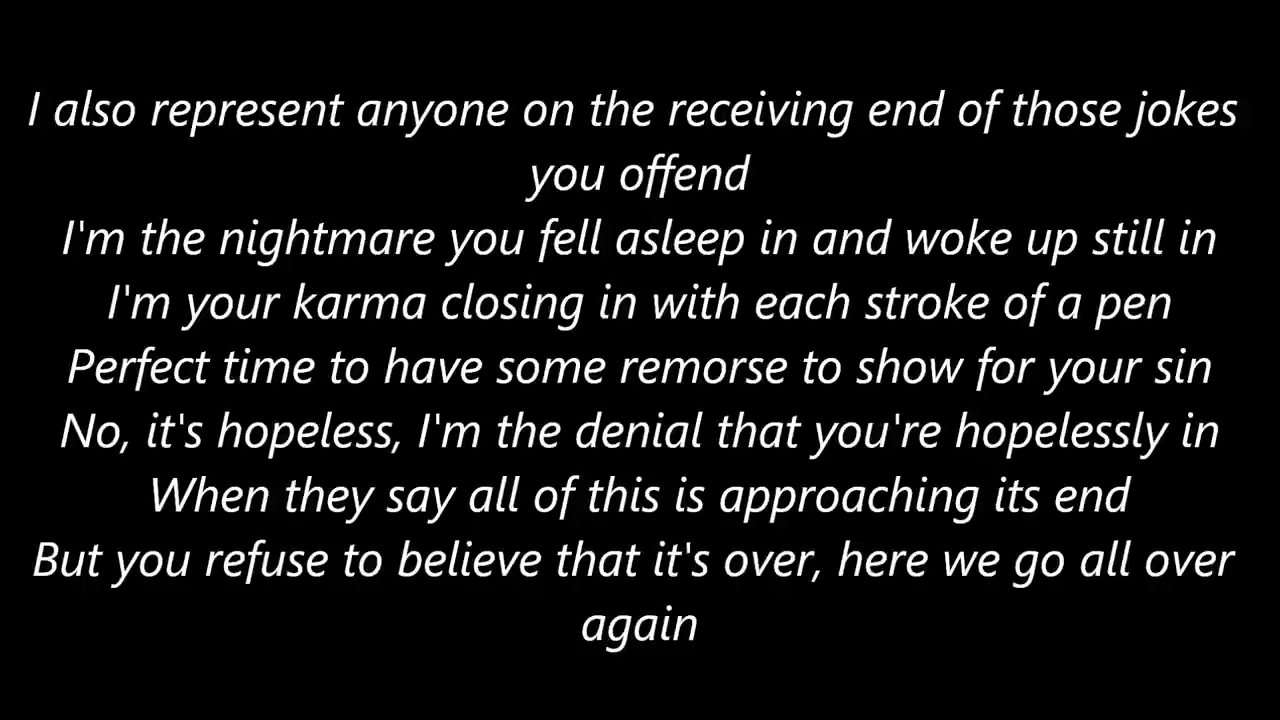 I also represent anyone on the receiving end of those jokes
you offend
I'm the nightmare you fell asleep in and woke up still in
I'm your karma closing in with each stroke of a pen
Perfect time to have some remorse to show for your sin
No, it's hopeless, I'm the denial that you're hopelessly in
When they say all of this is approaching its end
But you refuse to believe that it's over, here we go all over
again